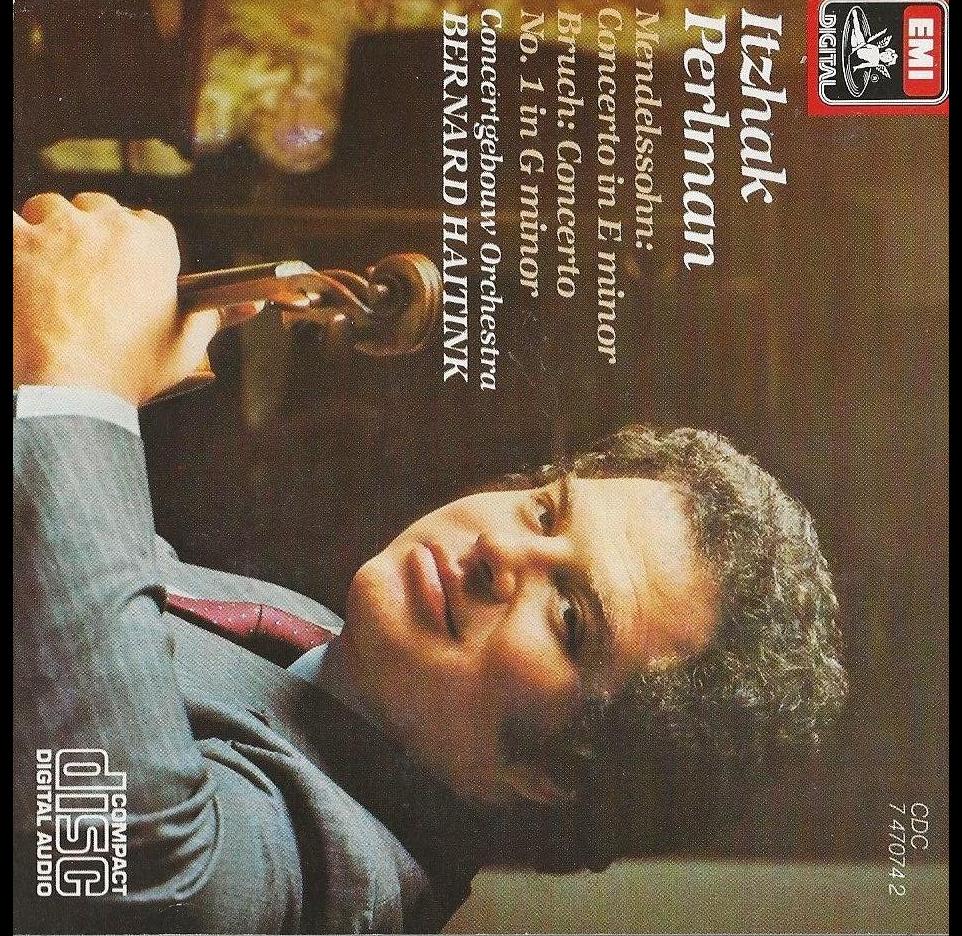 EMI
DIGITAL
Itzhak
Perlman
Mendelssohn:
Concerto in E minor
Bruch: Concerto
No. 1 in G minor
Concertgebouw Orchestra
BERNARD HAITINK
CDC
7 47074 2
COMPACT
disc
DIGITAL AUDIO